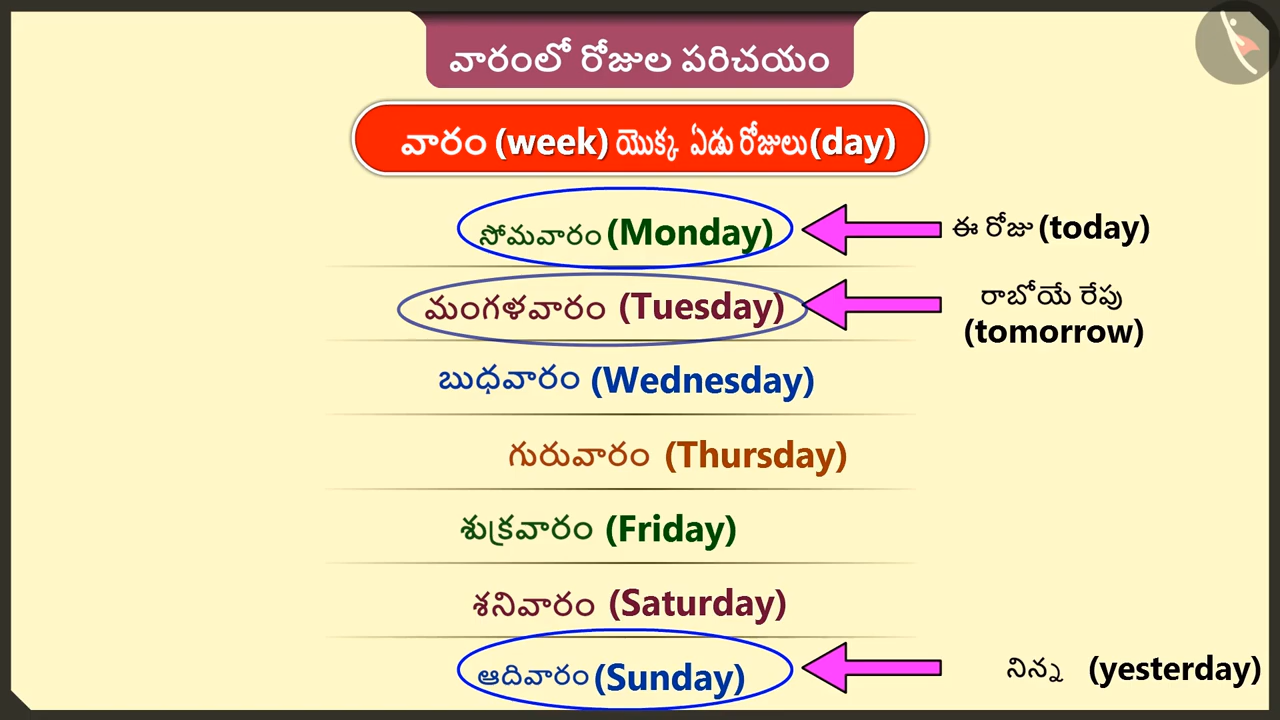 వారంలో రోజుల పరిచయం
వారం (week) యొక్క ఏడు రోజులు(day)
సోమవారం (Monday) ఈ రోజు (today)
మంగళవారం (Tuesday) రాబోయే రేపు
(tomorrow)
బుధవారం (Wednesday)
గురువారం (Thursday)
శుక్రవారం (Friday)
శనివారం (Saturday)
ఆదివారం (Sunday) నిన్న (yesterday)